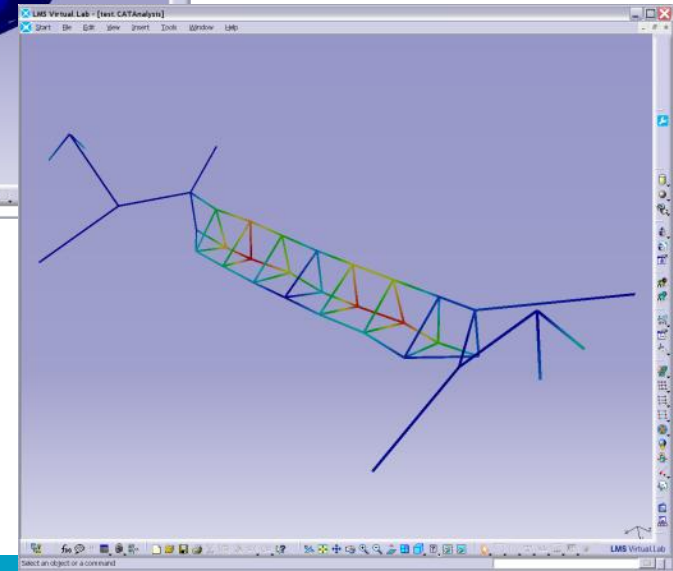 LMS Virtual.Lab - [test.CATAnalysis]
Start File Edit View Insert Tools Window Help
LMS Virtual.Lab
Select an object or a command